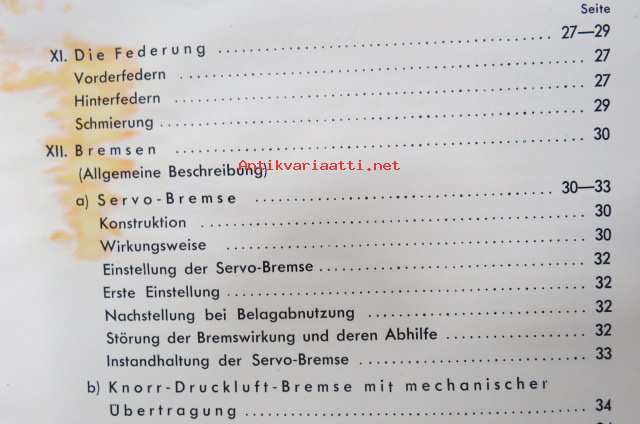 Seite
XI. Die Federung 27—29
Vorderfedern 27
Hinterfedern 27
Schmierung 29
XII. Bremsen 30
(Allgemeine Beschreibung)
Antikvariaatti.net
a) Servo-Bremse 30—33
Konstruktion 30
Wirkungsweise 30
Einstellung der Servo-Bremse 32
Erste Einstellung 32
Nachstellung bei Belagabnutzung 32
Störung der Bremswirkung und deren Abhilfe 32
Instandhaltung der Servo-Bremse 33
b) Knorr-Druckluft-Bremse mit mechanischer
Übertragung 34